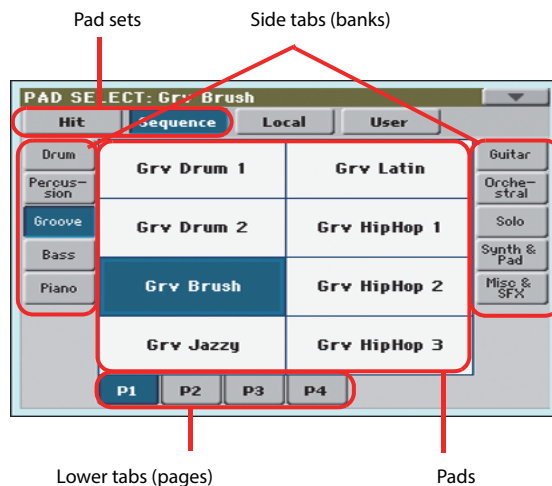 Pad sets
Side tabs (banks)
PAD SELECT: Grv Brush
Hit
Sequence
Local
User
Drum
Percus-
sion
Groove
Bass
Piano
Grv Drum 1
Grv Latin
Grv Drum 2
Grv HipHop 1
Grv Brush
Grv HipHop 2
Grv Jazzy
Grv HipHop 3
Guitar
Orche-
stral
Solo
Synth &
Pad
Misc &
SFX
P1
P2
P3
P4
Lower tabs (pages)
Pads